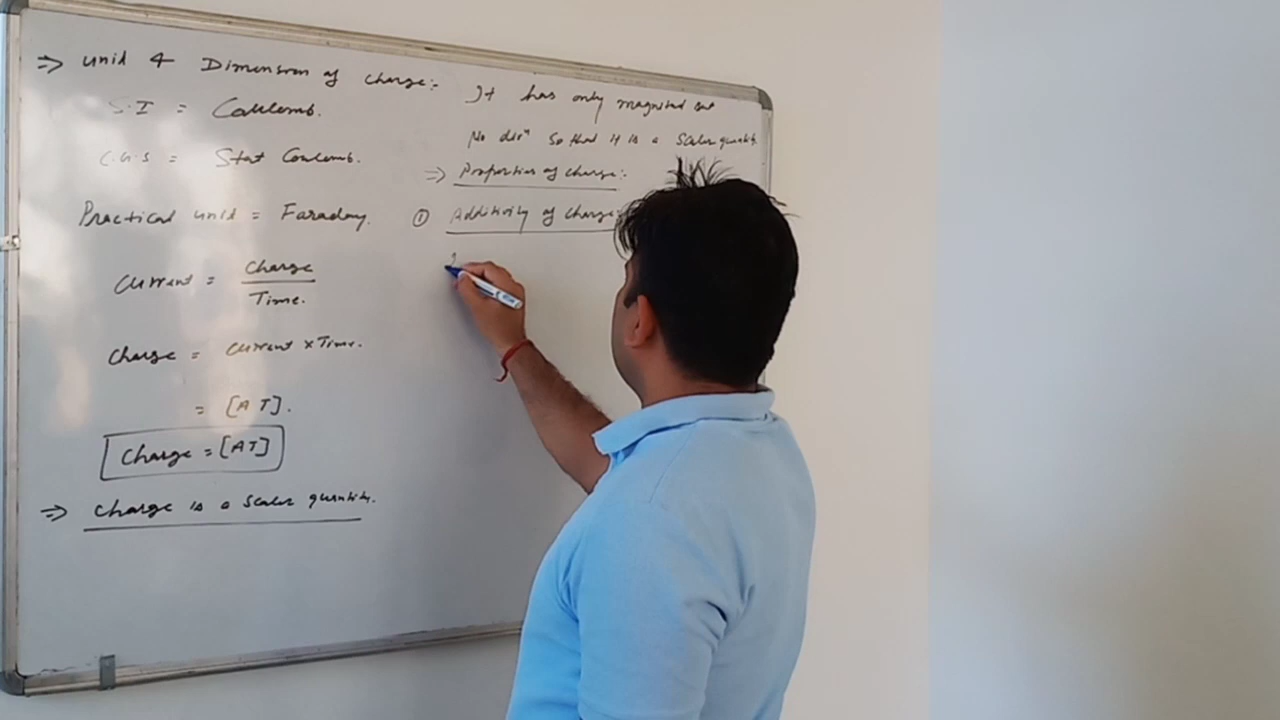 ⇒ Unit & Dimension of charge:-
S.I = Coulomb.
C.G.S = Stat Coulomb.
Practical unit = Faraday.
Current = Charge / Time.
Charge = Current × Time.
= [A T].
Charge = [AT]
⇒ Charge is a Scalar quantity.
It has only magnitud but
No dirⁿ so that it is a Scalar quantity.
⇒ Properties of charge:-
① Additivity of charge: